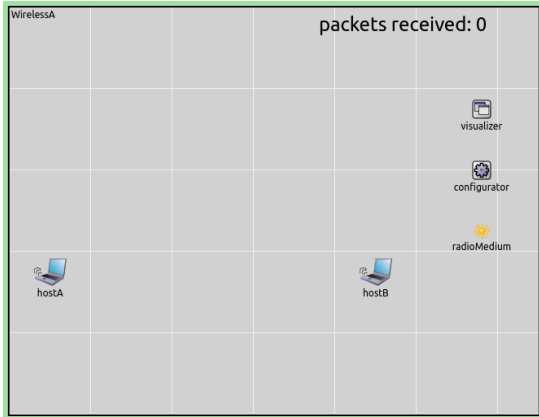 WirelessA
packets received: 0
visualizer
configurator
radioMedium
hostA
hostB